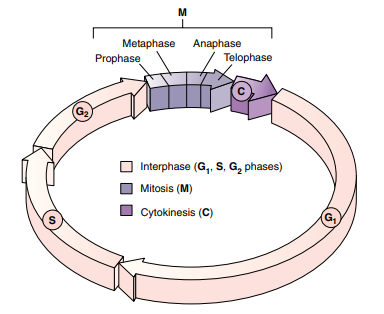 M
Metaphase Anaphase
Prophase Telophase
C
G₂
Interphase (G₁, S, G₂ phases)
Mitosis (M)
Cytokinesis (C)
S
G₁